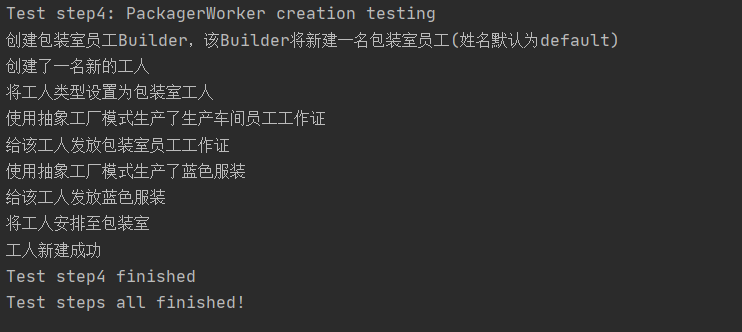 Test step4: PackagerWorker creation testing
创建包装室员工Builder，该Builder将新建一名包装室员工(姓名默认为default)
创建了一名新的工人
将工人类型设置为包装室工人
使用抽象工厂模式生产了生产车间员工工作证
给该工人发放包装室员工工作证
使用抽象工厂模式生产了蓝色服装
给该工人发放蓝色服装
将工人安排至包装室
工人新建成功
Test step4 finished
Test steps all finished!